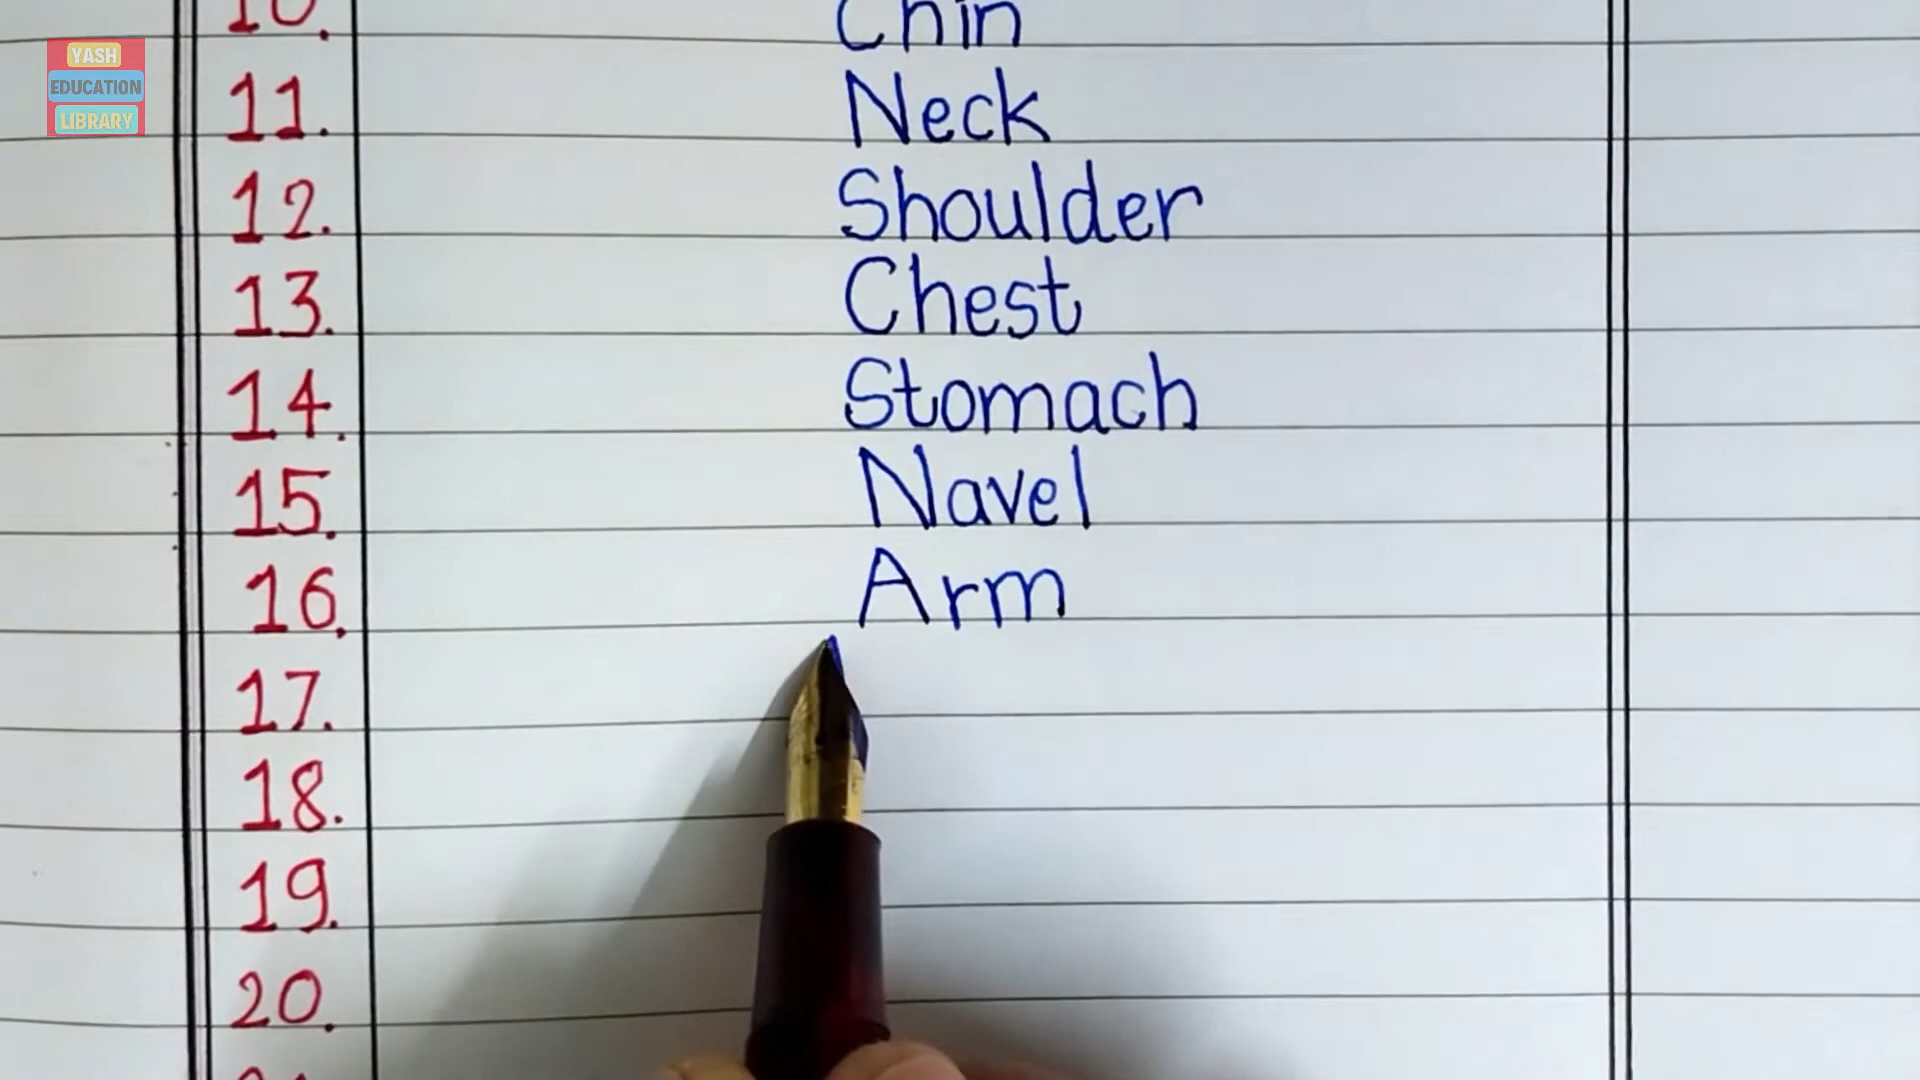 YASH
EDUCATION
LIBRARY
10. Chin
11. Neck
12. Shoulder
13. Chest
14. Stomach
15. Navel
16. Arm
17.
18.
19.
20.